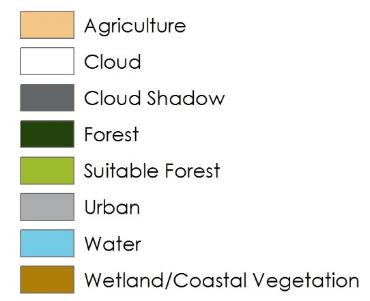 Agriculture
Cloud
Cloud Shadow
Forest
Suitable Forest
Urban
Water
Wetland/Coastal Vegetation